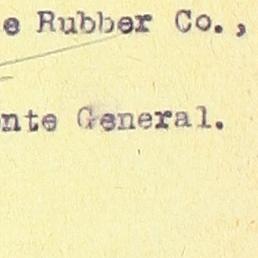 e Rubber Co.,
nte General.